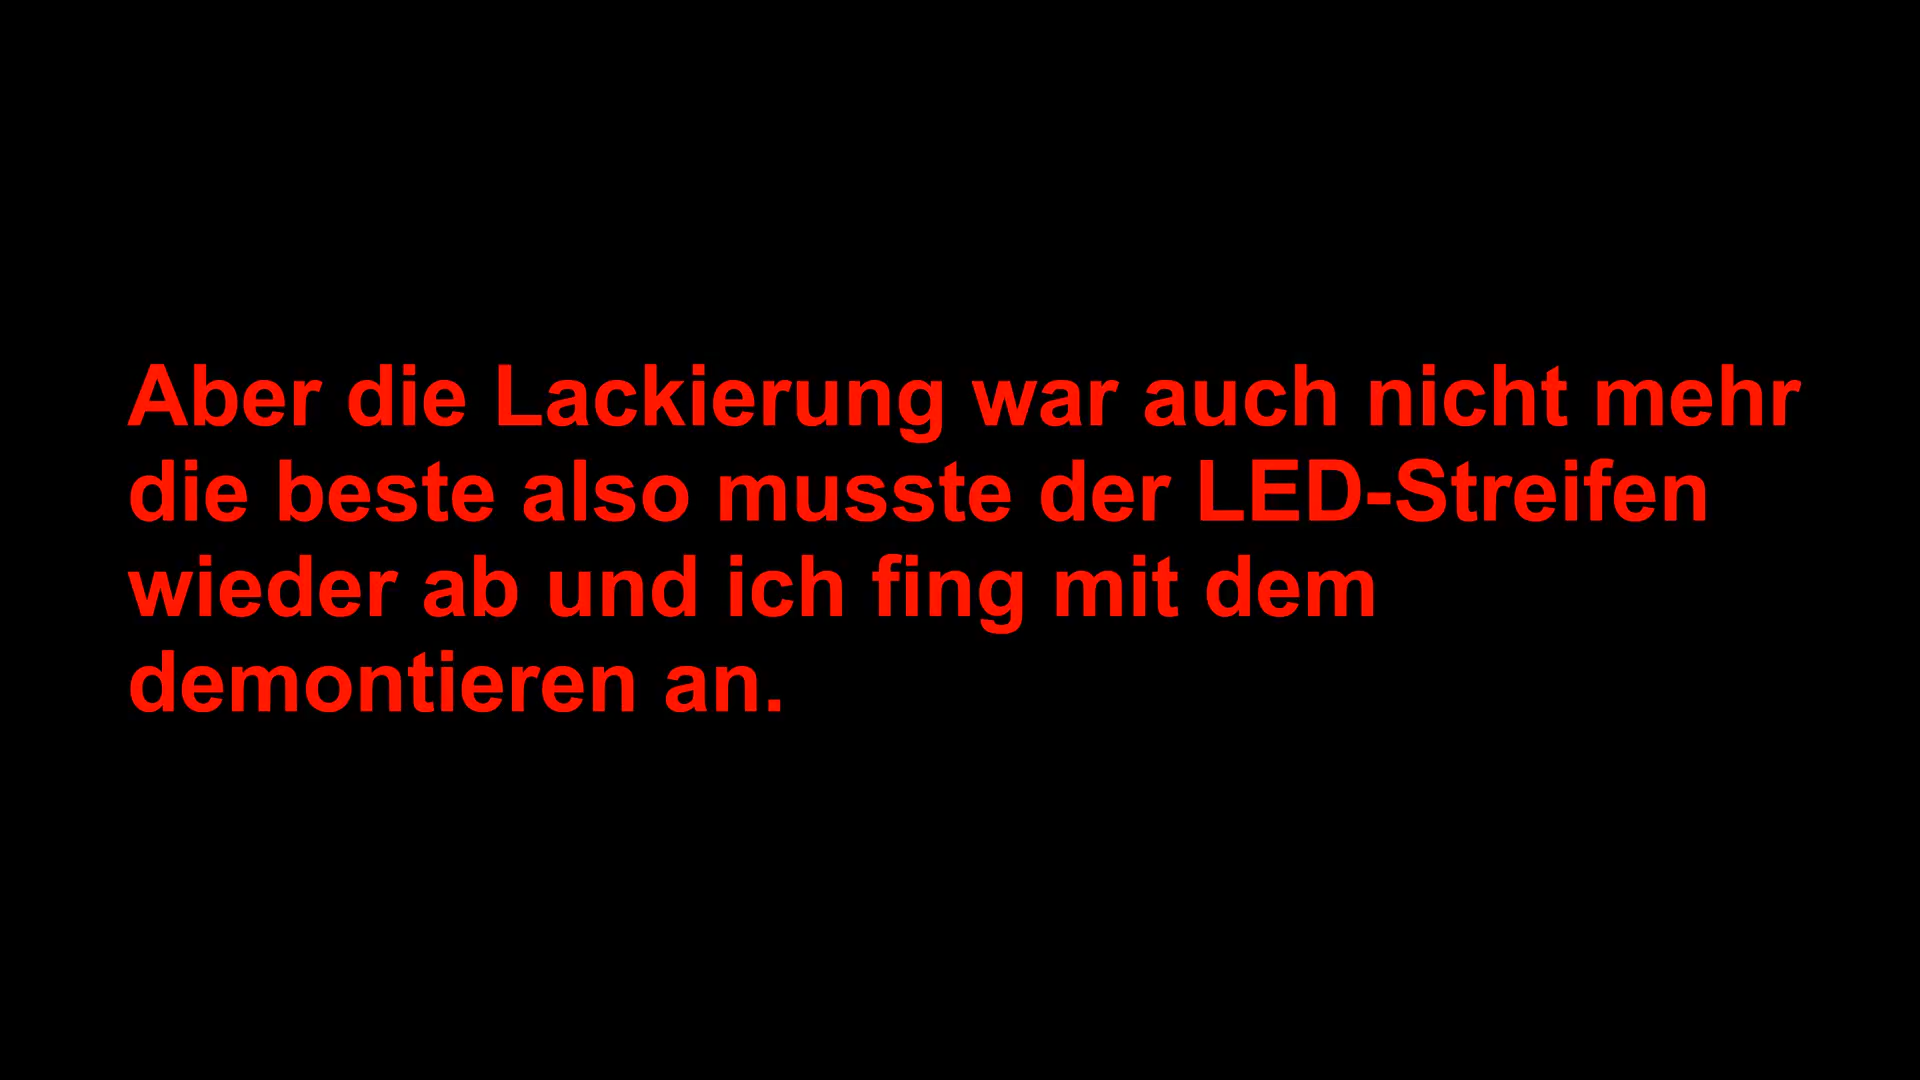 Aber die Lackierung war auch nicht mehr
die beste also musste der LED-Streifen
wieder ab und ich fing mit dem
demontieren an.